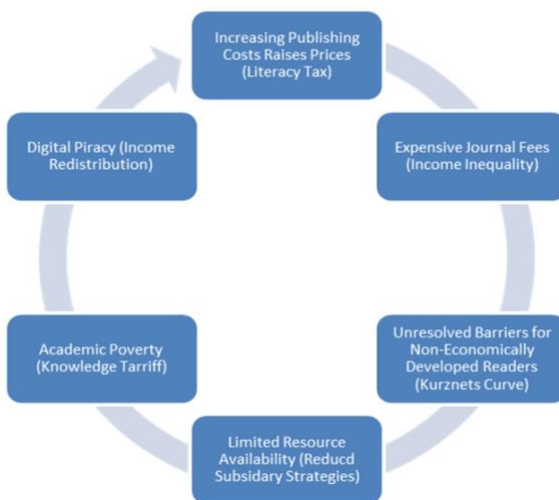 Increasing Publishing
Costs Raises Prices
(Literacy Tax)
Expensive Journal Fees
(Income Inequality)
Unresolved Barriers for
Non-Economically
Developed Readers
(Kurznets Curve)
Limited Resource
Availability (Reducd
Subsidary Strategies)
Academic Poverty
(Knowledge Tarriff)
Digital Piracy (Income
Redistribution)